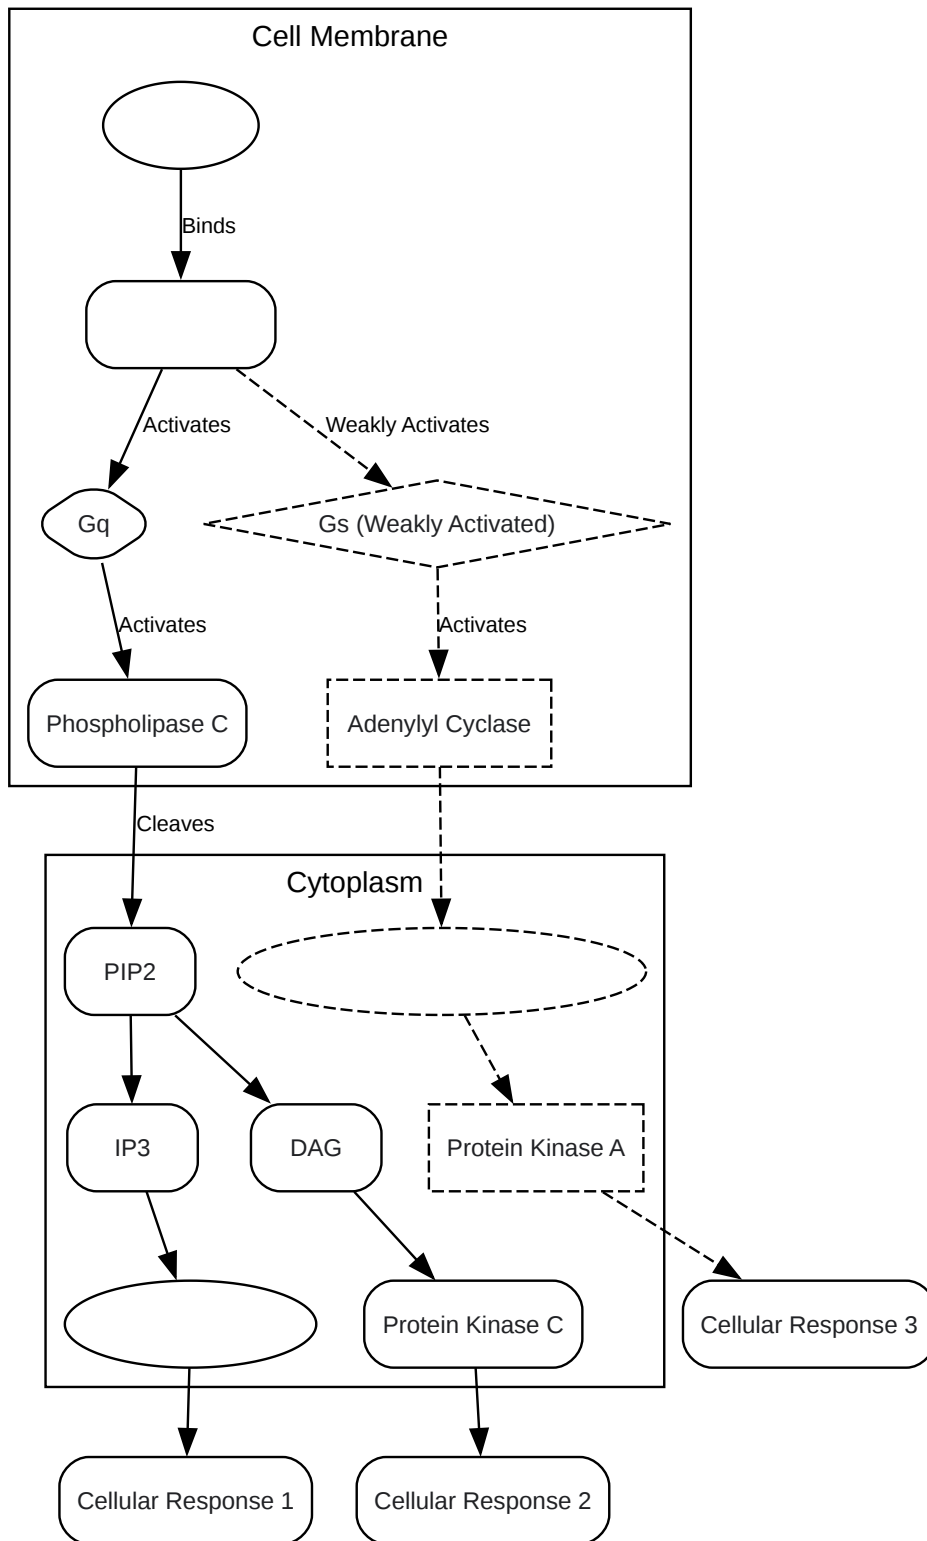 Cell Membrane
Binds
Activates
Weakly Activates
Gq
Gs (Weakly Activated)
Activates
Activates
Phospholipase C
Adenylyl Cyclase
Cleaves
Cytoplasm
PIP2
IP3
DAG
Protein Kinase A
Protein Kinase C
Cellular Response 3
Cellular Response 1
Cellular Response 2